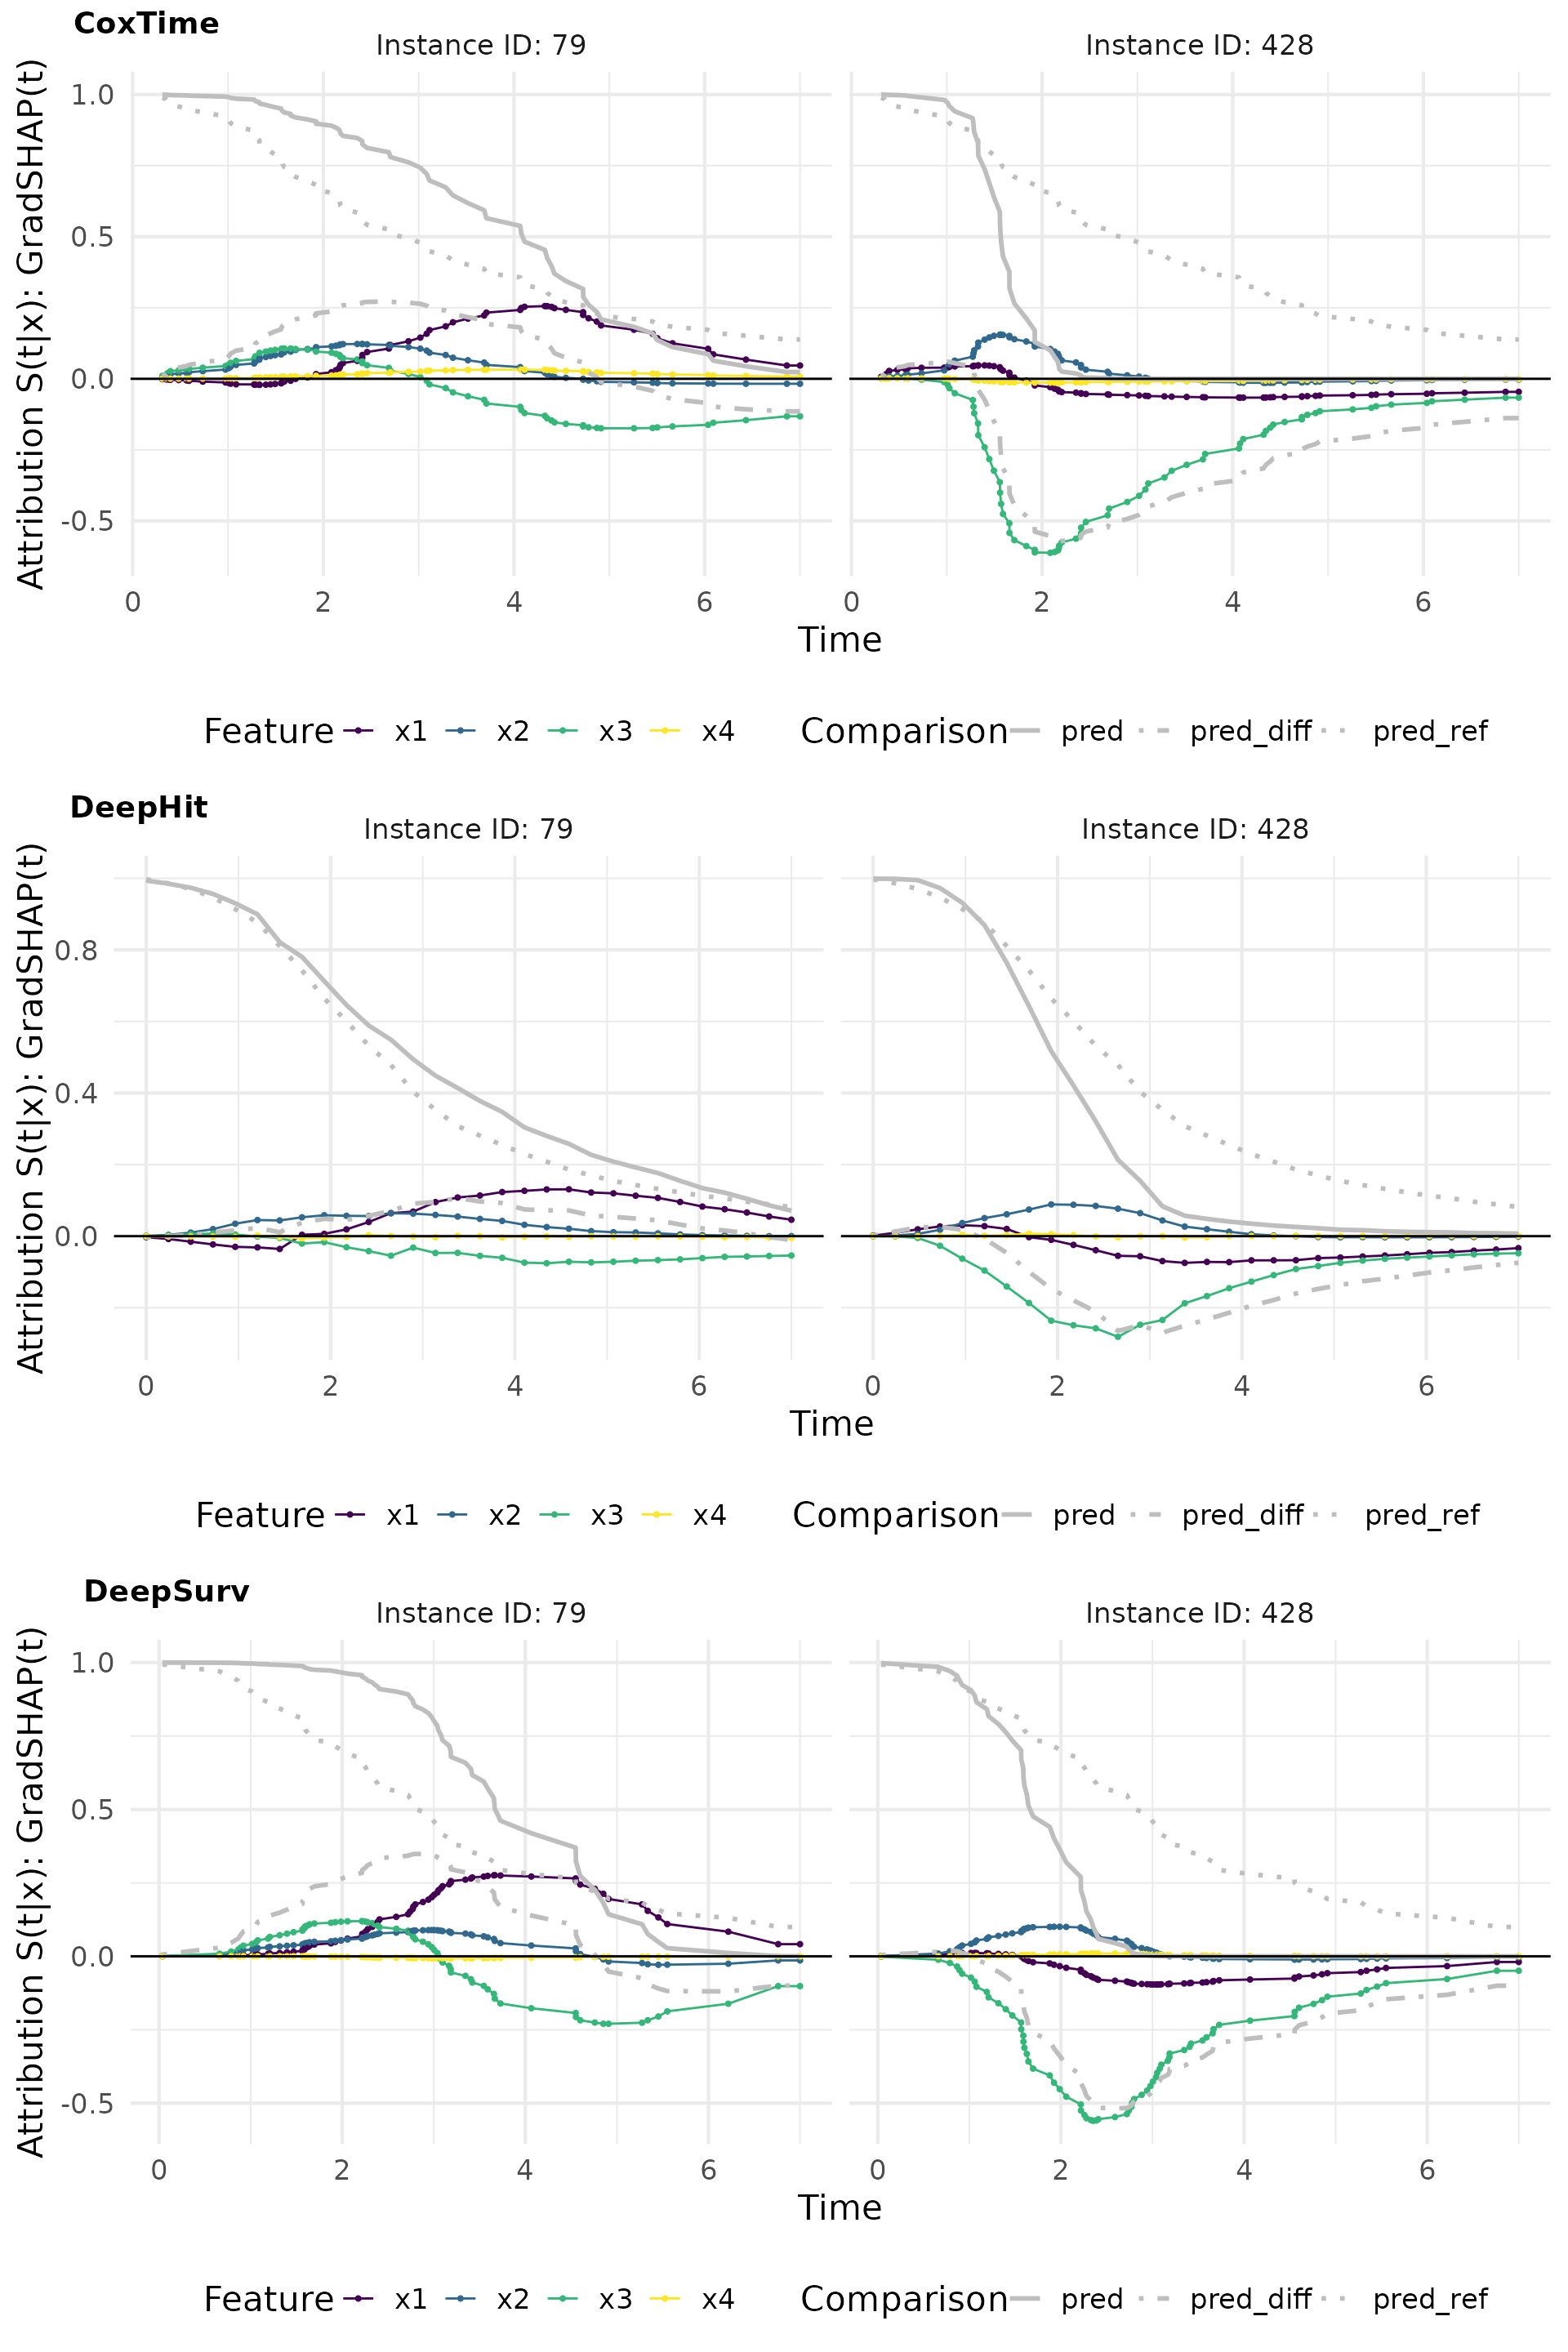 CoxTime
Instance ID: 79
Instance ID: 428
Attribution S(t|x): GradSHAP(t)
1.0
0.5
0.0
-0.5
0 2 4 6
0 2 4 6
Time
Feature x1 x2 x3 x4 Comparison pred pred_diff pred_ref
DeepHit
Instance ID: 79
Instance ID: 428
Attribution S(t|x): GradSHAP(t)
0.8
0.4
0.0
0 2 4 6
0 2 4 6
Time
Feature x1 x2 x3 x4 Comparison pred pred_diff pred_ref
DeepSurv
Instance ID: 79
Instance ID: 428
Attribution S(t|x): GradSHAP(t)
1.0
0.5
0.0
-0.5
0 2 4 6
0 2 4 6
Time
Feature x1 x2 x3 x4 Comparison pred pred_diff pred_ref